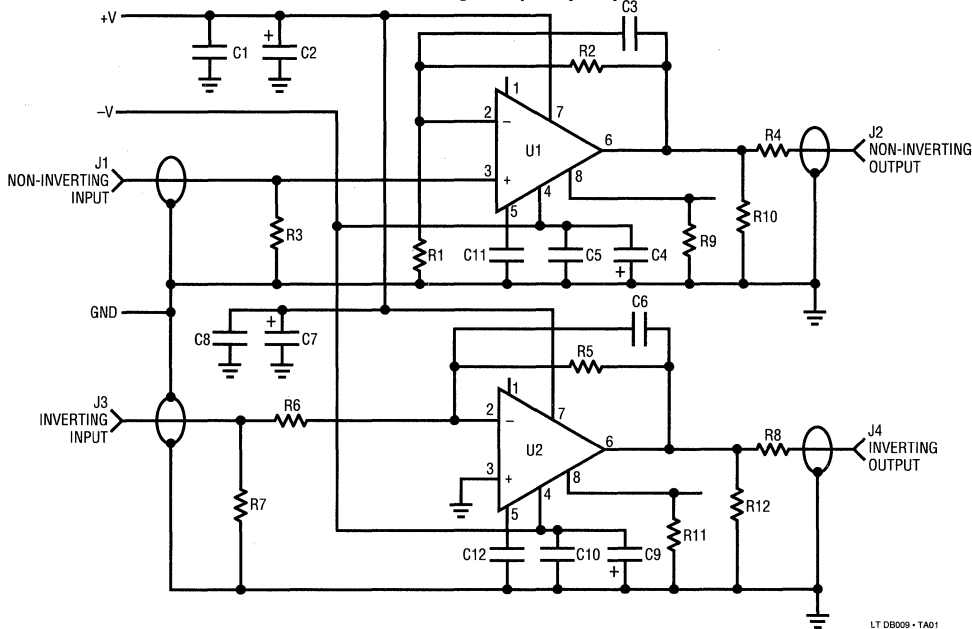 C3
+V
C1
+
C2
R2
1
7
–V
2
–
U1
6
R4
J2
NON-INVERTING
OUTPUT
J1
NON-INVERTING
INPUT
3
+
8
4
5
R3
R1
C11
C5
C4
+
R9
R10
GND
C6
C8
+
C7
R5
1
7
J3
INVERTING
INPUT
R6
2
–
U2
6
R8
J4
INVERTING
OUTPUT
3
+
8
4
5
R7
C12
C10
C9
+
R11
R12
LT DB009 • TA01